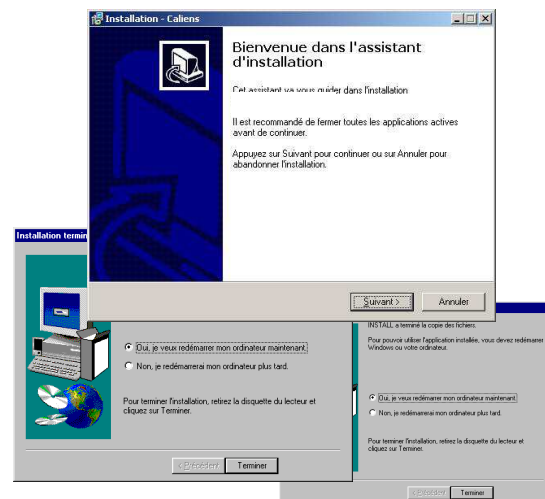 Installation - Caliens
Bienvenue dans l'assistant
d'installation
Cet assistant va vous guider dans l'installation
Il est recommandé de fermer toutes les applications actives
avant de continuer.
Appuyez sur Suivant pour continuer ou sur Annuler pour
abandonner l'installation.
Suivant >
Annuler
Installation termin
Oui, je veux redémarrer mon ordinateur maintenant.
Non, je redémarrerai mon ordinateur plus tard.
Pour terminer l'installation, retirez la disquette du lecteur et
cliquez sur Terminer.
< Précédent
Terminer
INSTALL a terminé la copie des fichiers.
Pour pouvoir utiliser l'application installée, vous devez redémarrer
Windows ou votre ordinateur.
Oui, je veux redémarrer mon ordinateur maintenant.
Non, je redémarrerai mon ordinateur plus tard.
Pour terminer l'installation, retirez la disquette du lecteur et
cliquez sur Terminer.
< Précédent
Terminer